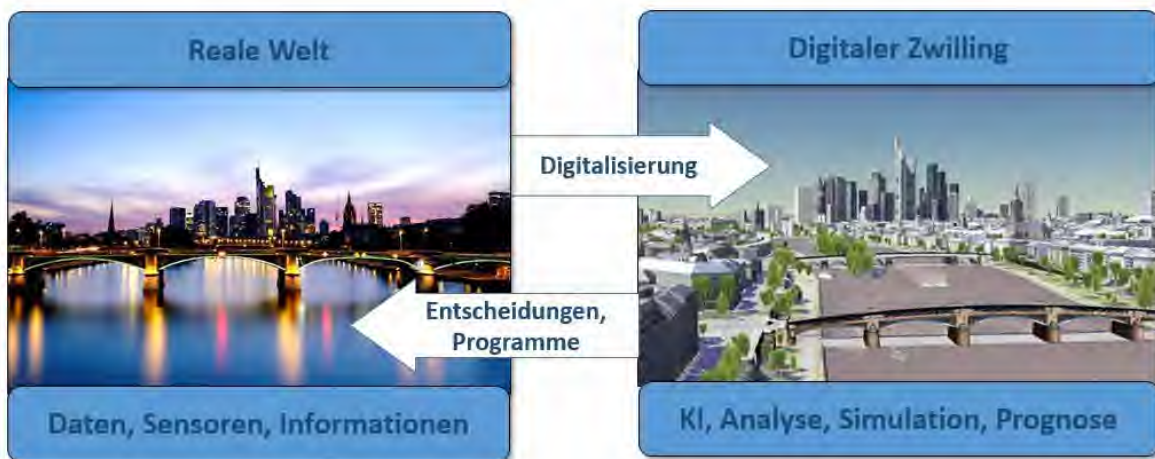 Reale Welt
Digitaler Zwilling
Digitalisierung
Entscheidungen,
Programme
Daten, Sensoren, Informationen
KI, Analyse, Simulation, Prognose